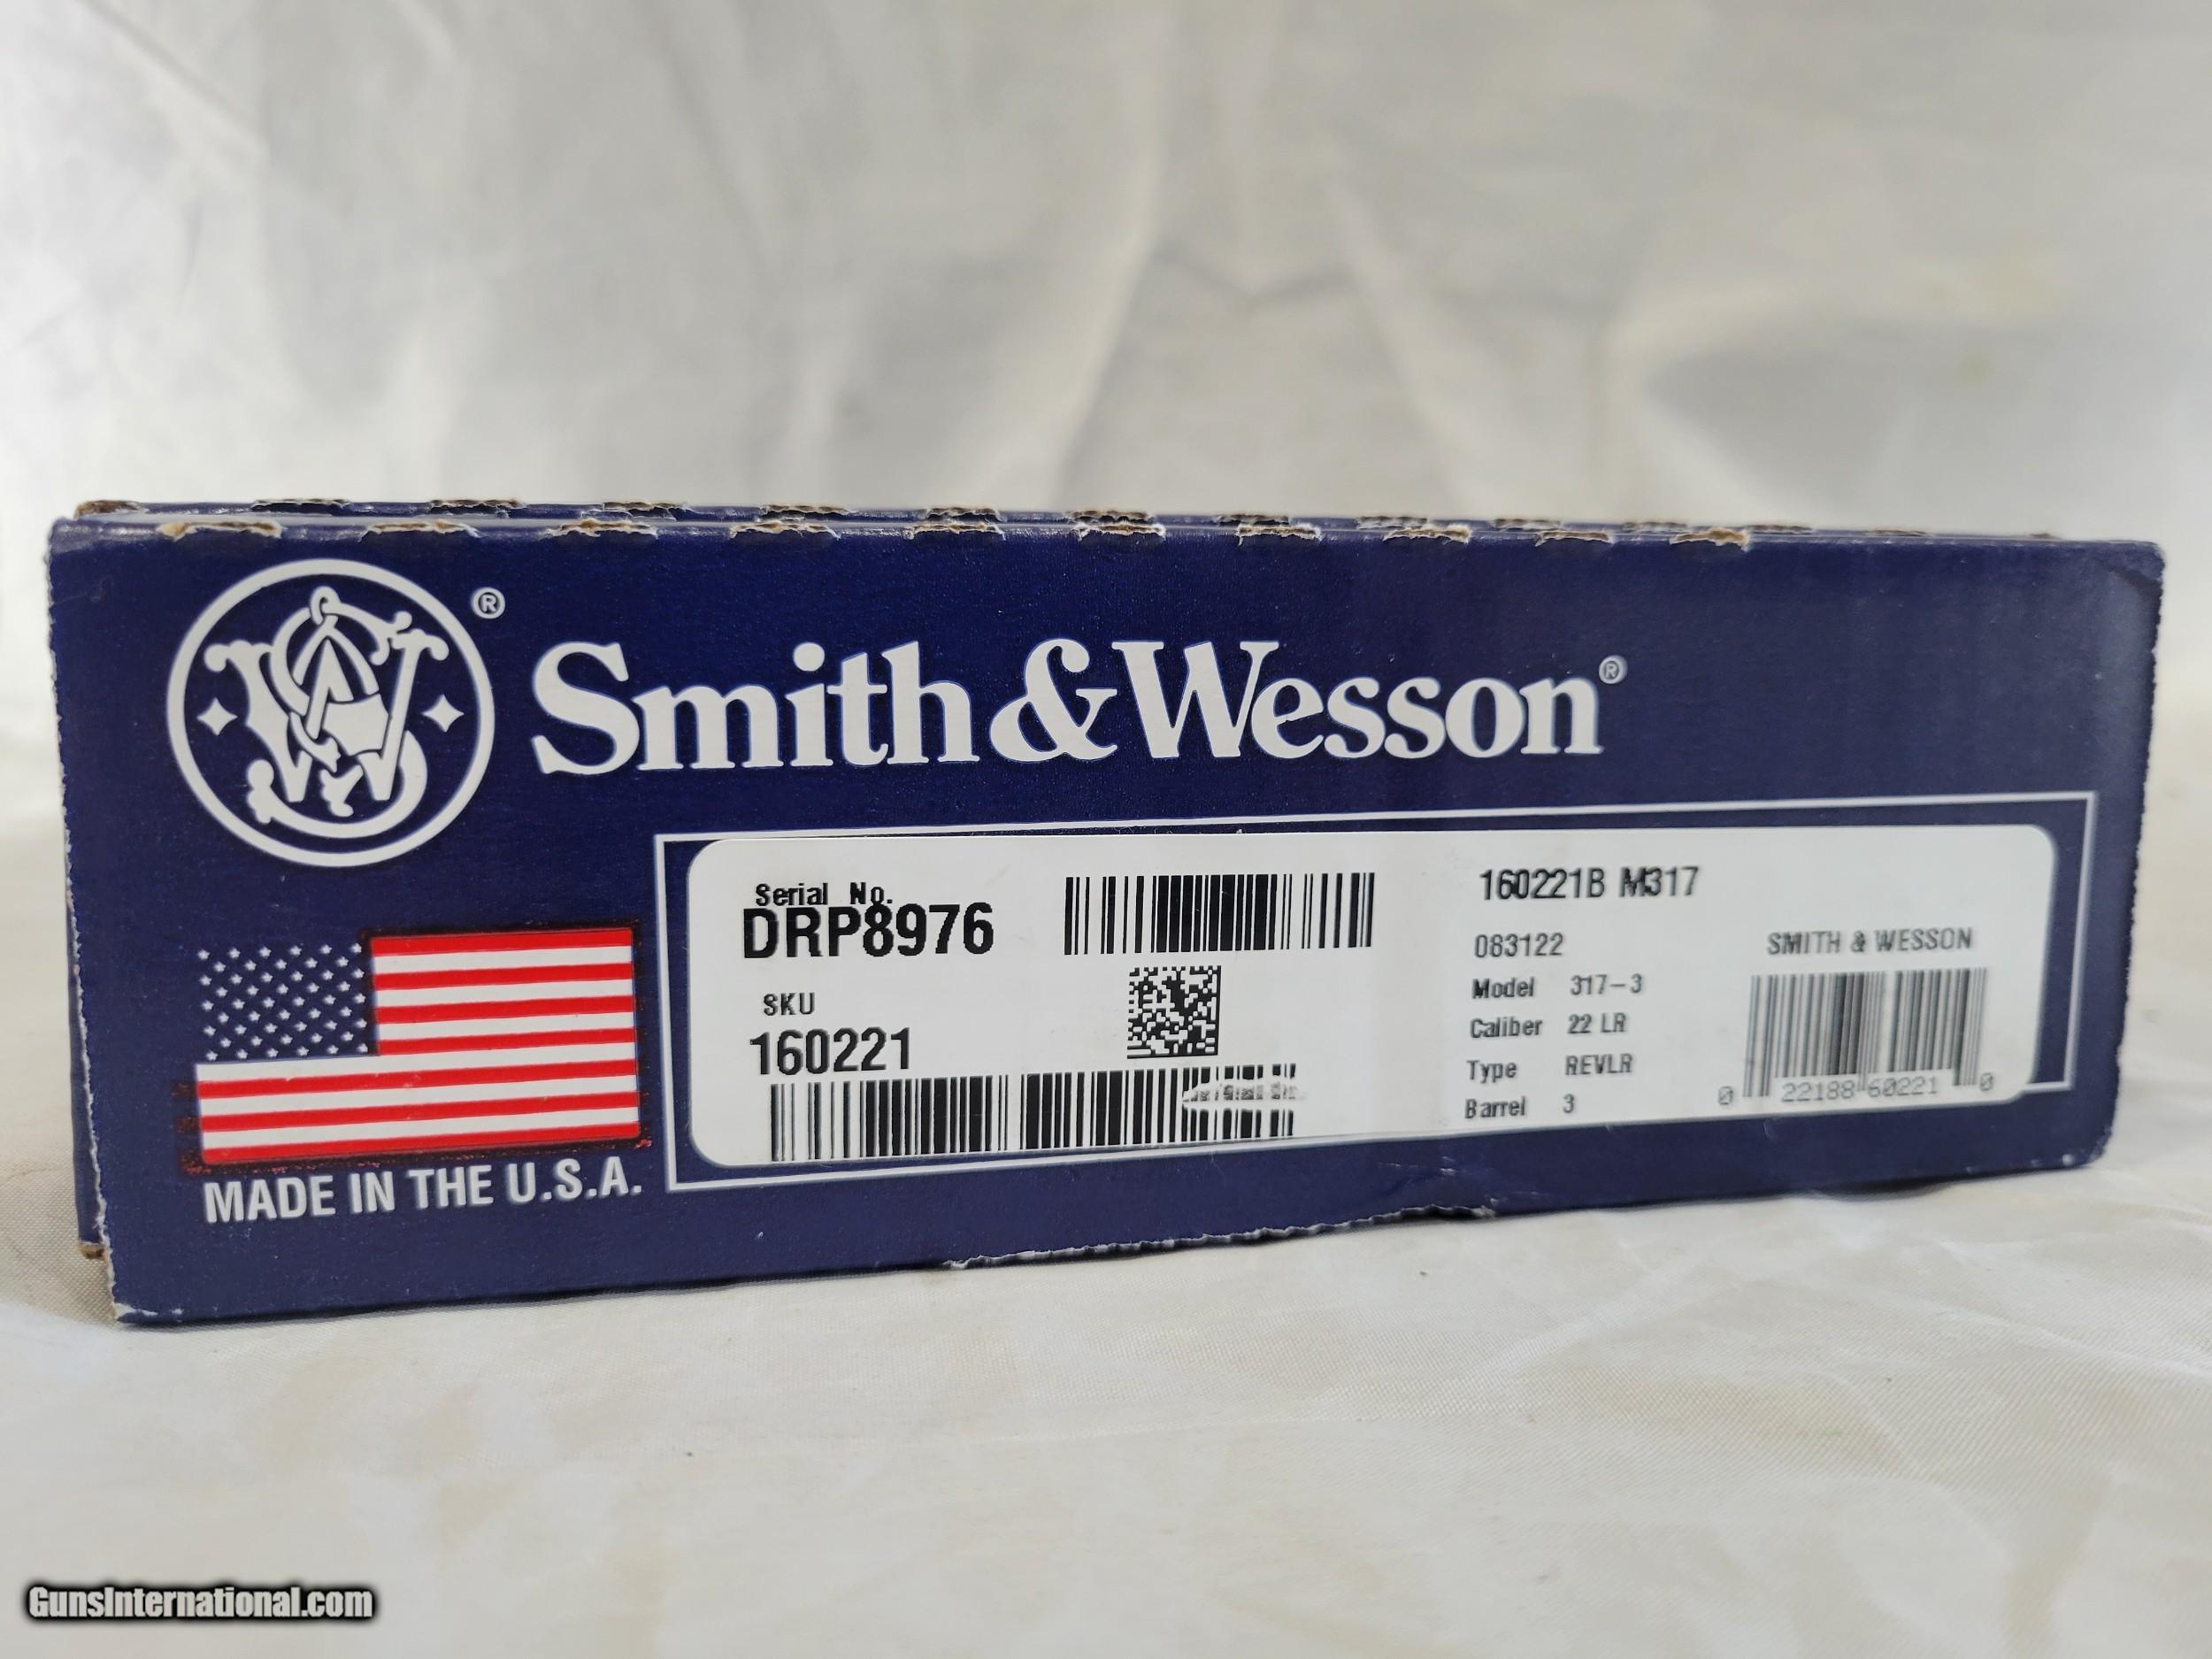 ® Smith & Wesson®
Serial No.
DRP8976
SKU
160221
160221B M317
083122
Model 317-3
Caliber 22 LR
Type REVLR
Barrel 3
SMITH & WESSON
0 22188 60221 0
MADE IN THE U.S.A.
GunsInternational.com